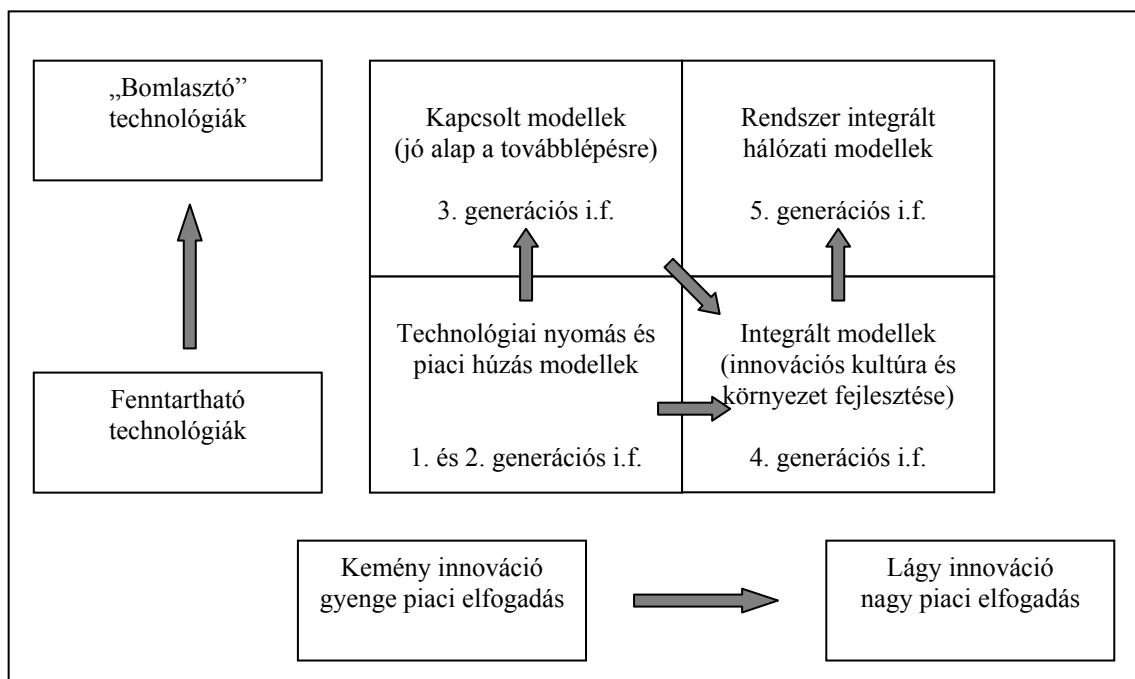 „Bomlasztó”
technológiák
Kapcsolt modellek
(jó alap a továbblépésre)
3. generációs i.f.
Rendszer integrált
hálózati modellek
5. generációs i.f.
Fenntartható
technológiák
Technológiai nyomás és
piaci húzás modellek
1. és 2. generációs i.f.
Integrált modellek
(innovációs kultúra és
környezet fejlesztése)
4. generációs i.f.
Kemény innováció
gyenge piaci elfogadás
Lágy innováció
nagy piaci elfogadás